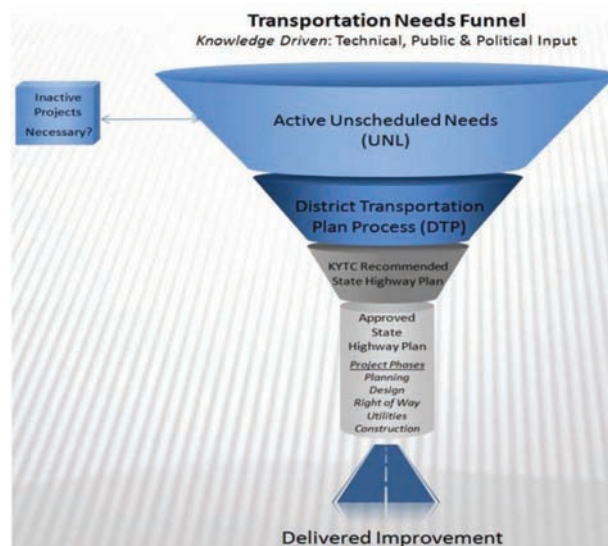 Transportation Needs Funnel
Knowledge Driven: Technical, Public & Political Input
Inactive
Projects
Necessary?
Active Unscheduled Needs
(UNL)
District Transportation
Plan Process (DTP)
KYTC Recommended
State Highway Plan
Approved
State
Highway Plan
Project Phases
Planning
Design
Right of Way
Utilities
Construction
Delivered Improvement